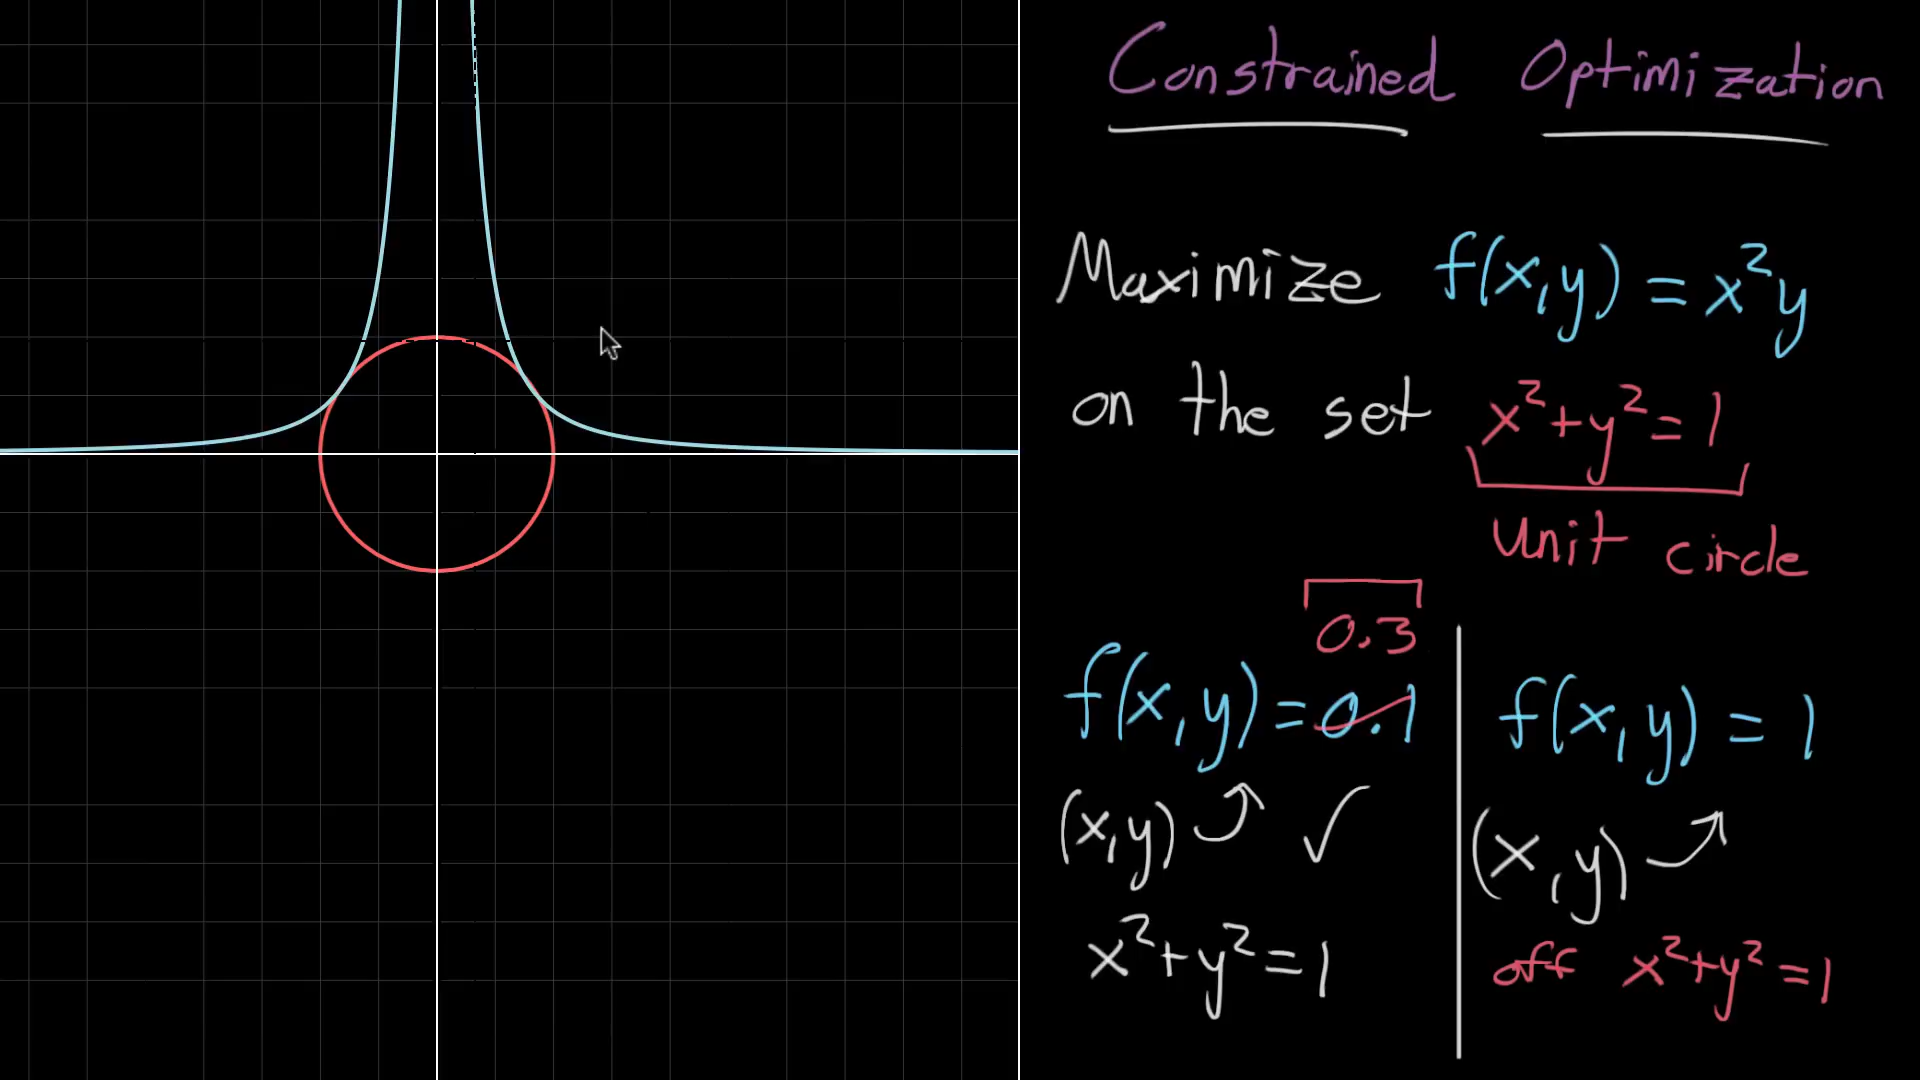 Constrained Optimization
Maximize f(x,y) = x²y
on the set x²+y²=1
Unit circle
0.3
f(x,y) = 0.1
(x,y) ✓
x²+y²=1
f(x,y) = 1
(x,y)
off x²+y²=1